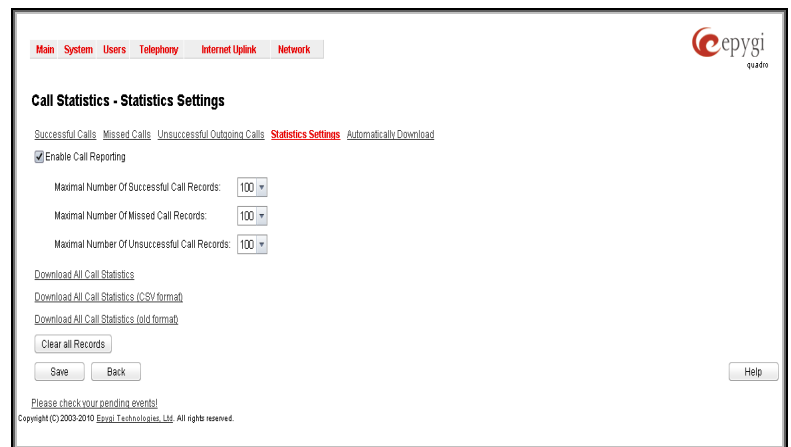 Main System Users Telephony Internet Uplink Network
epygi
quadro
Call Statistics - Statistics Settings
Successful Calls Missed Calls Unsuccessful Outgoing Calls Statistics Settings Automatically Download
Enable Call Reporting
Maximal Number Of Successful Call Records: 100
Maximal Number Of Missed Call Records: 100
Maximal Number Of Unsuccessful Call Records: 100
Download All Call Statistics
Download All Call Statistics (CSV format)
Download All Call Statistics (old format)
Clear all Records
Save Back Help
Please check your pending events!
Copyright (C) 2003-2010 Epygi Technologies, Ltd. All rights reserved.